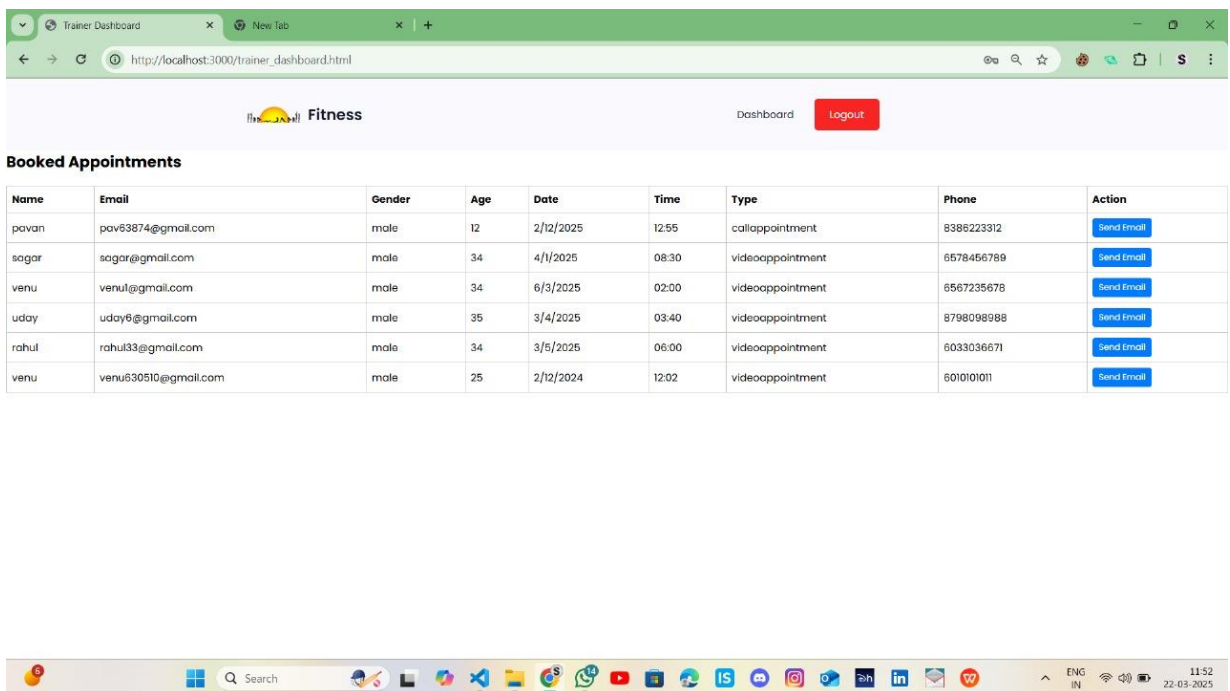 Trainer Dashboard New Tab
http://localhost:3000/trainer_dashboard.html S
Fitness Dashboard Logout
Booked Appointments
Name Email Gender Age Date Time Type Phone Action
pavan pav63874@gmail.com male 12 2/12/2025 12:55 callappointment 8386223312 Send Email
sagar sagar@gmail.com male 34 4/1/2025 08:30 videoappointment 6578456789 Send Email
venu venu1@gmail.com male 34 6/3/2025 02:00 videoappointment 6567235678 Send Email
uday uday6@gmail.com male 35 3/4/2025 03:40 videoappointment 8798098988 Send Email
rahul rahul33@gmail.com male 34 3/5/2025 06:00 videoappointment 6033036671 Send Email
venu venu630510@gmail.com male 25 2/12/2024 12:02 videoappointment 6010101011 Send Email
6 Search S 14 IS in W ENG 11:52
IN 22-03-2025